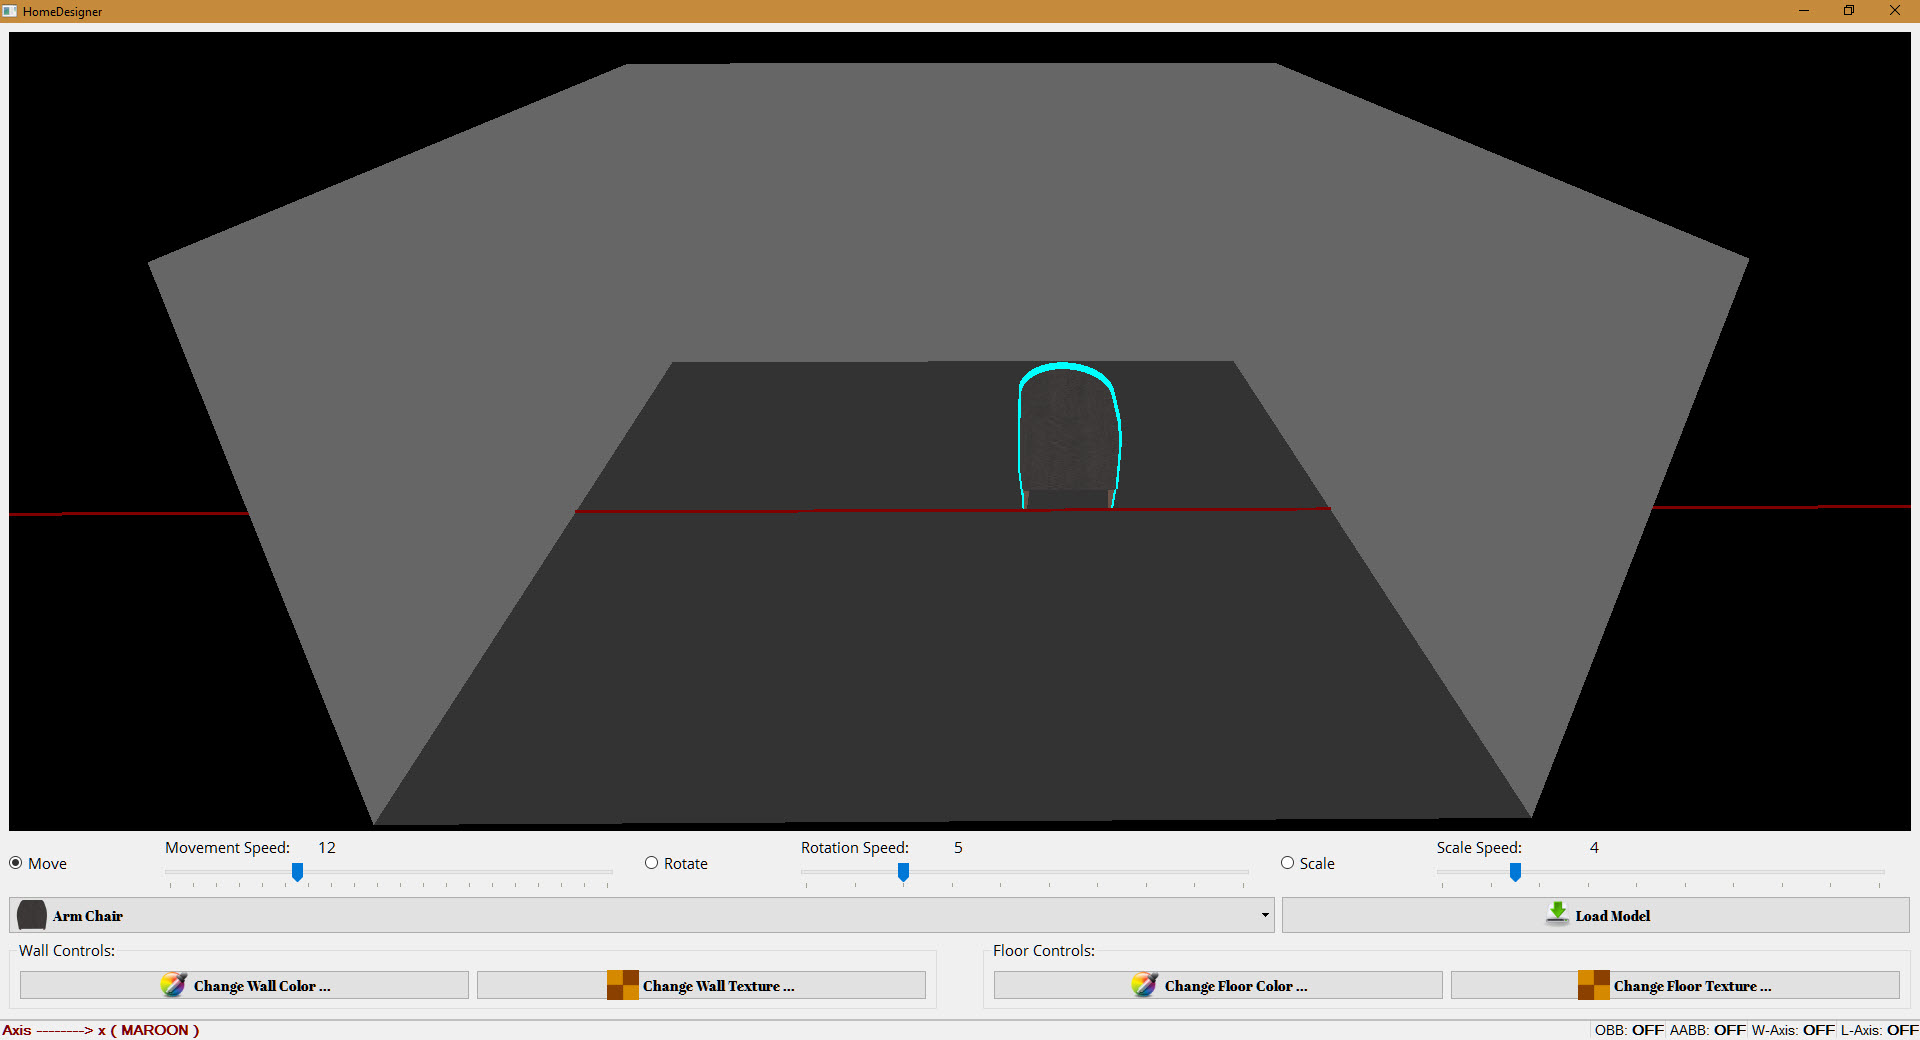 HomeDesigner
Movement Speed: 12
Rotation Speed: 5
Scale Speed: 4
Move
Rotate
Scale
Arm Chair
Load Model
Wall Controls:
Floor Controls:
Change Wall Color ...
Change Wall Texture ...
Change Floor Color ...
Change Floor Texture ...
Axis --------> x ( MAROON )
OBB: OFF AABB: OFF W-Axis: OFF L-Axis: OFF